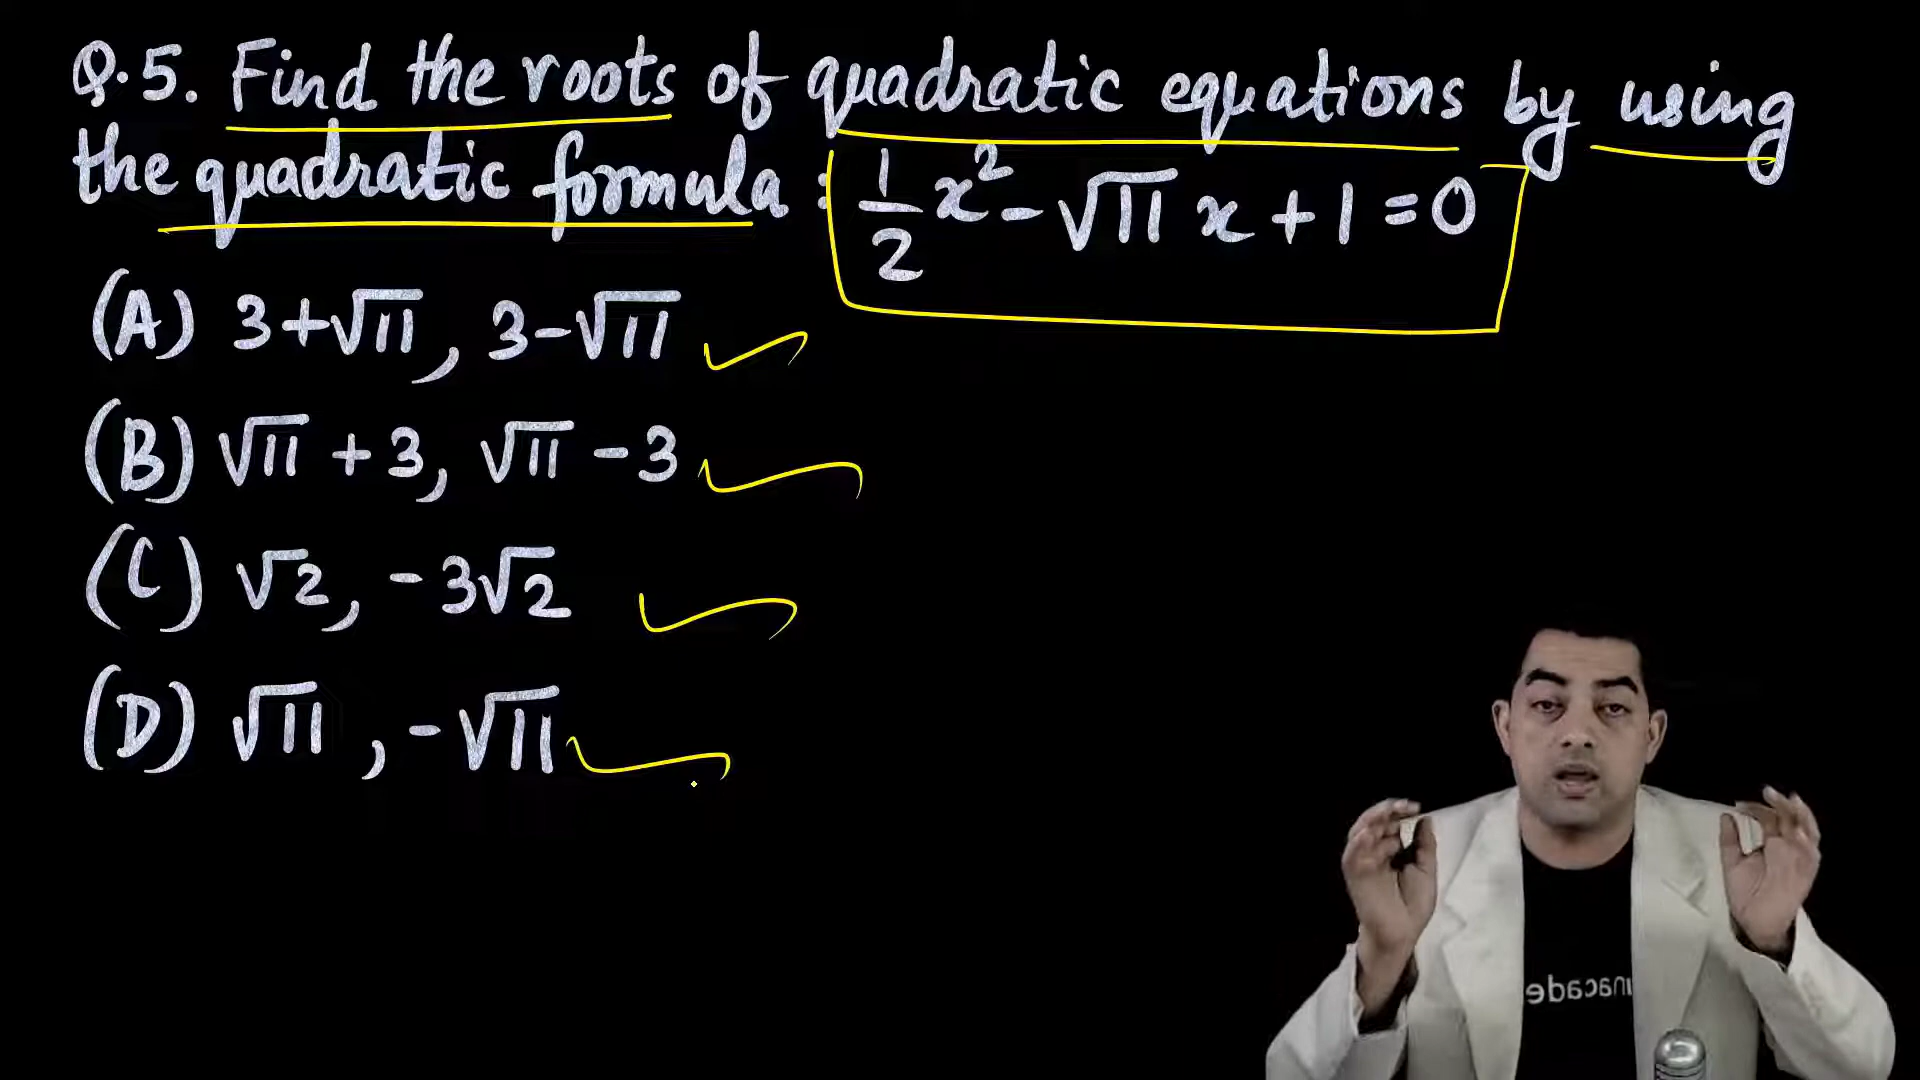 Q.5. Find the roots of quadratic equations by using
the quadratic formula : 1/2 x² - √11 x + 1 = 0
(A) 3+√11, 3-√11
(B) √11 + 3, √11 - 3
(C) √2, -3√2
(D) √11, -√11